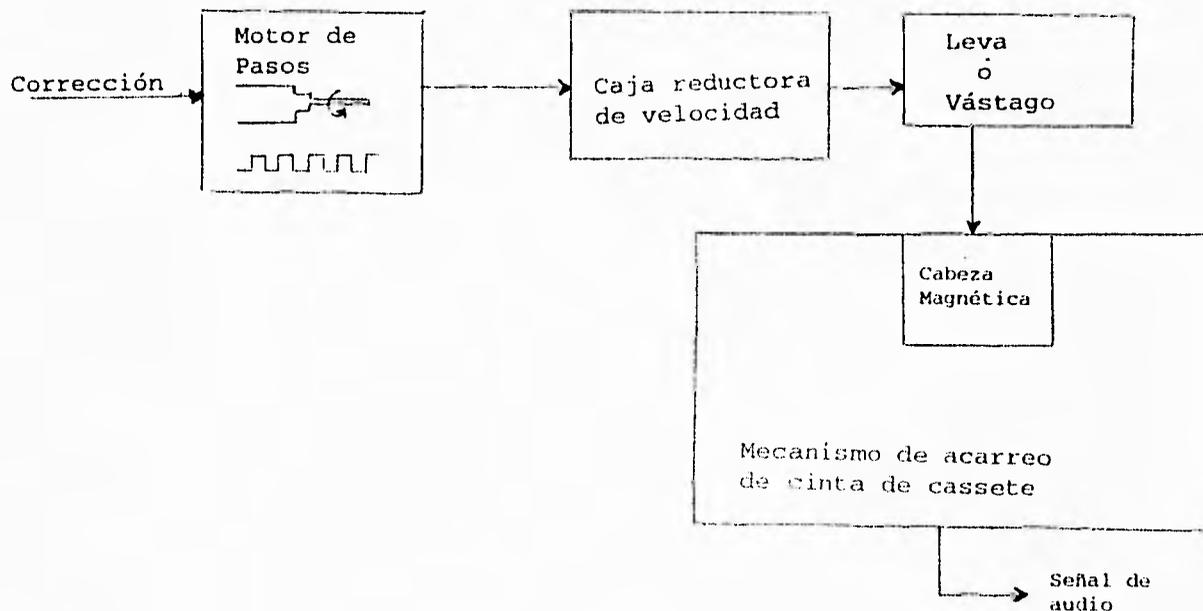 Corrección
Motor de
Pasos
Caja reductora
de velocidad
Leva
ó
Vástago
Cabeza
Magnética
Mecanismo de acarreo
de cinta de cassete
Señal de
audio